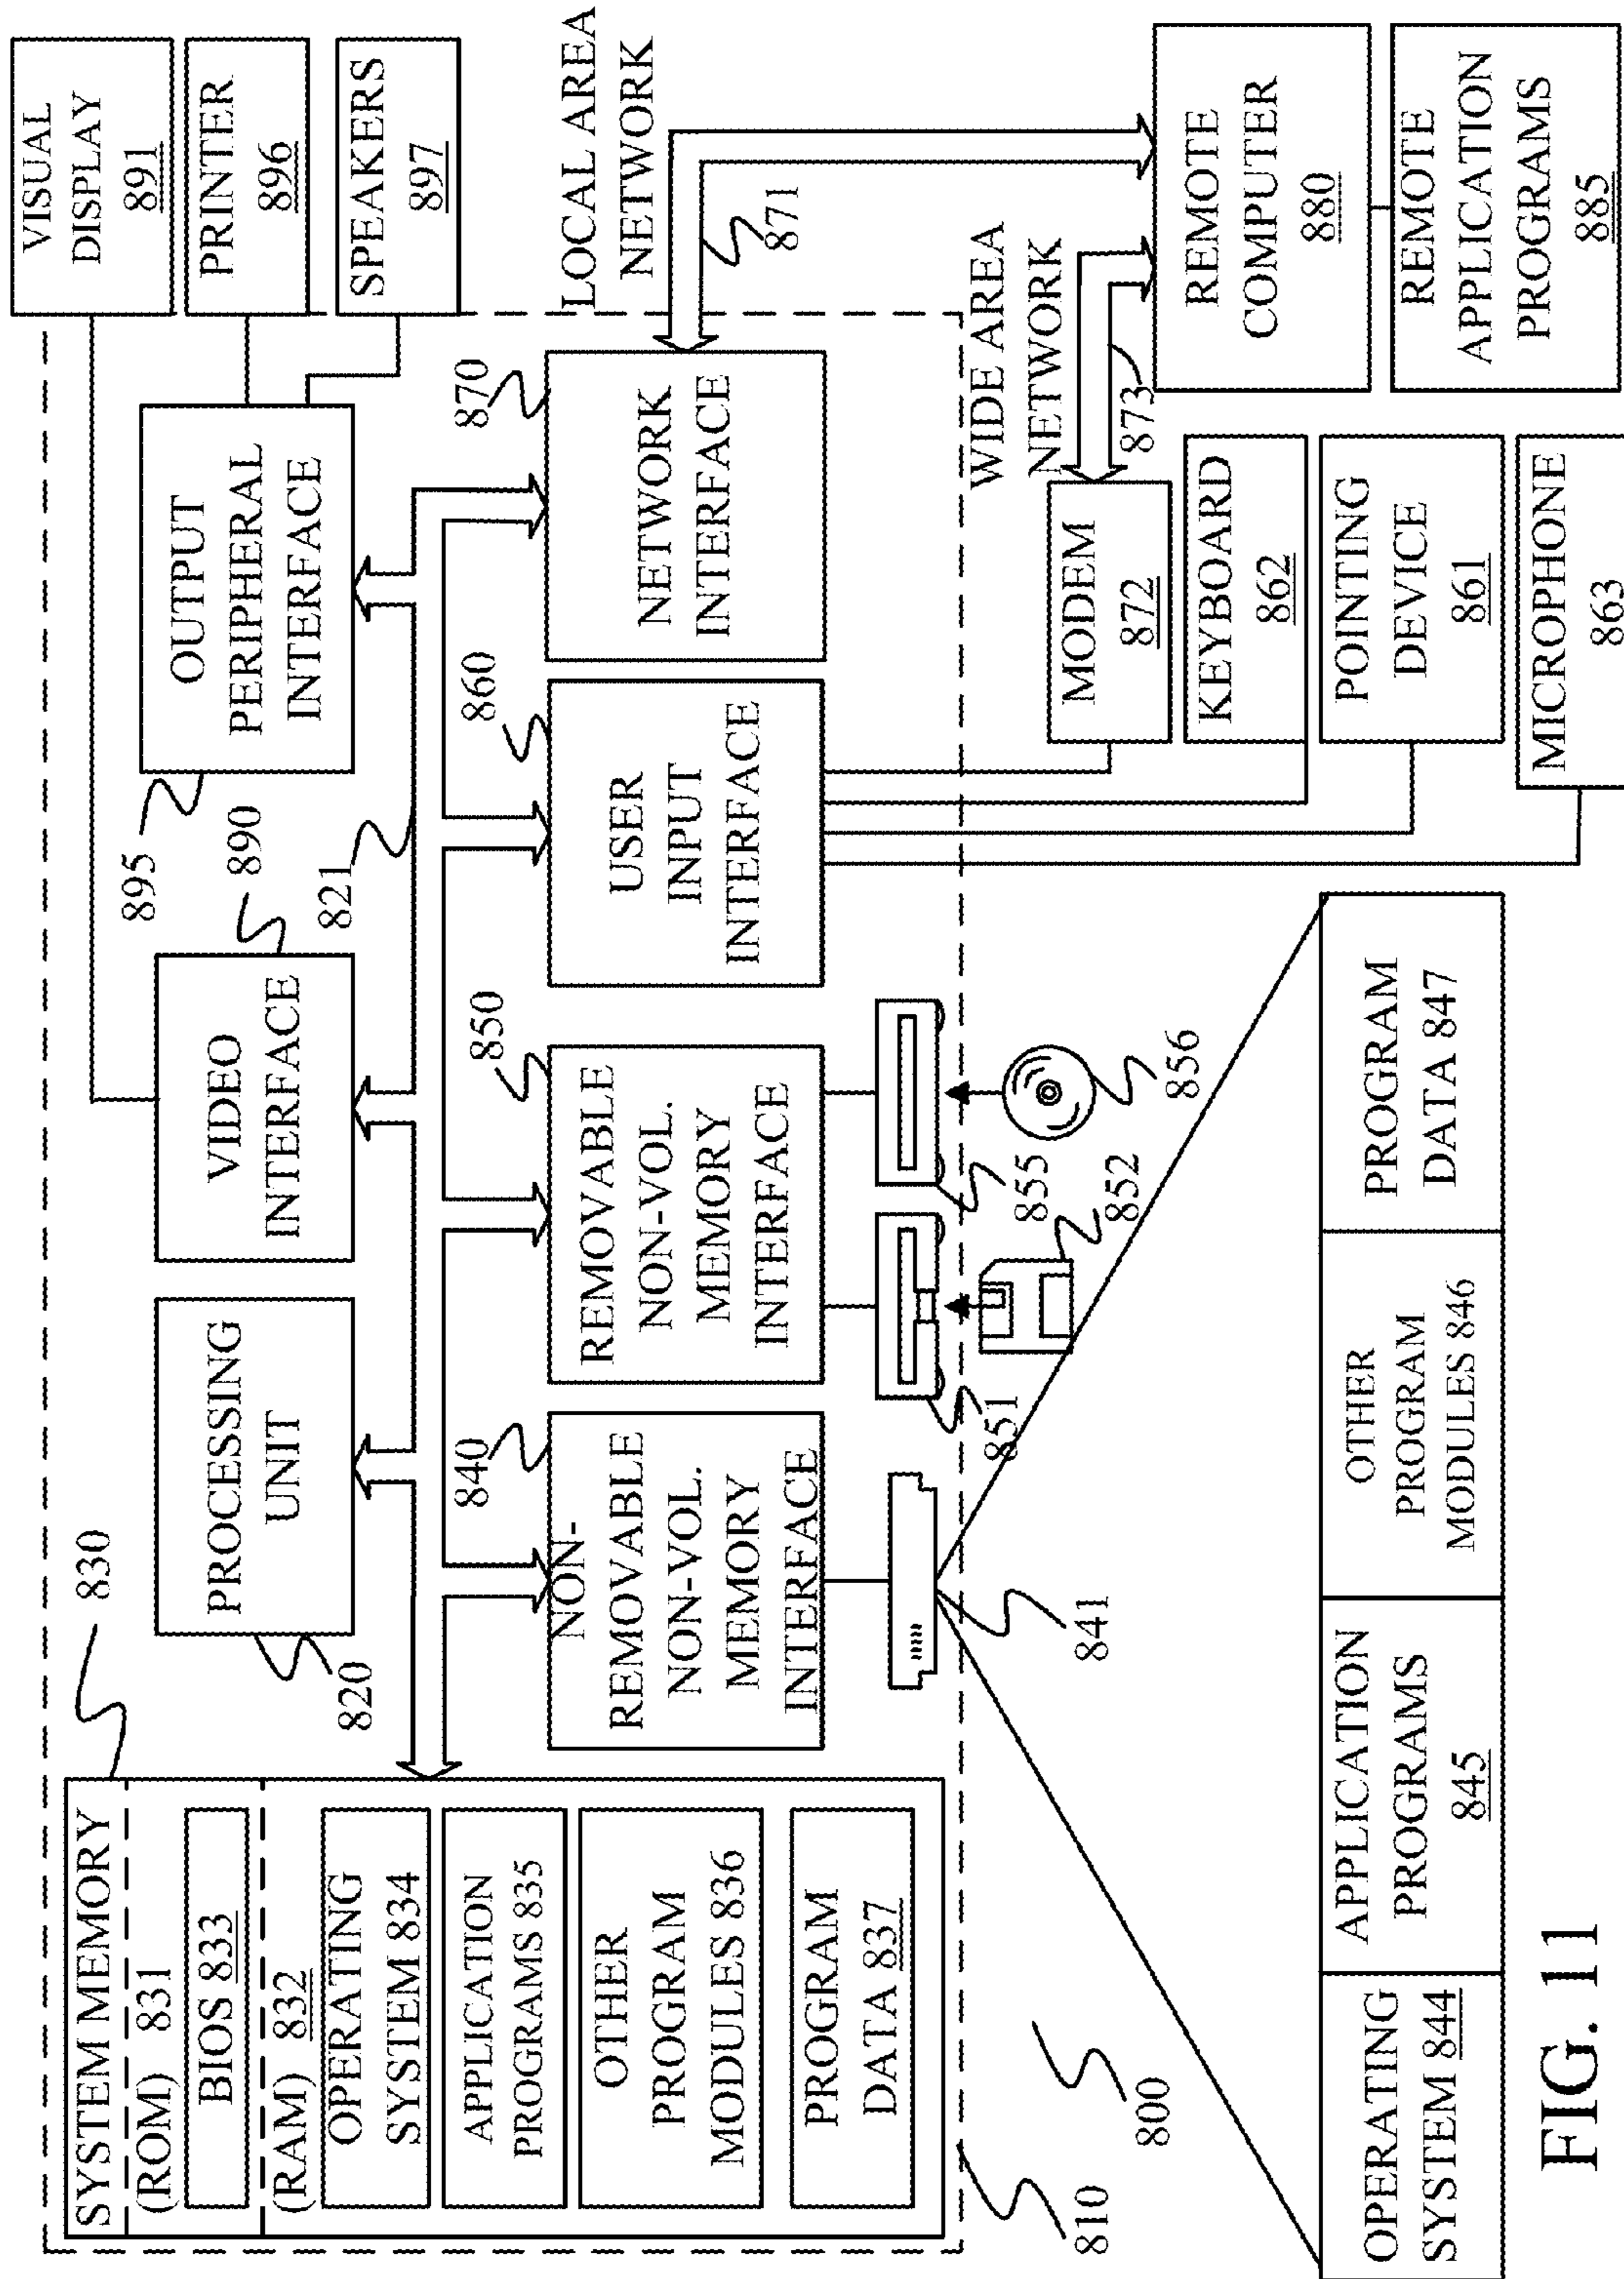 SYSTEM MEMORY
(ROM) 831
BIOS 833
(RAM) 832
OPERATING
SYSTEM 834
APPLICATION
PROGRAMS 835
OTHER
PROGRAM
MODULES 836
PROGRAM
DATA 837
830
820
PROCESSING
UNIT
VIDEO
INTERFACE
890
895
821
OUTPUT
PERIPHERAL
INTERFACE
VISUAL
DISPLAY
891
PRINTER
896
SPEAKERS
897
840
NON-
REMOVABLE
NON-VOL.
MEMORY
INTERFACE
850
REMOVABLE
NON-VOL.
MEMORY
INTERFACE
860
USER
INPUT
INTERFACE
870
NETWORK
INTERFACE
LOCAL AREA
NETWORK
871
810
800
841
851
852
855
856
WIDE AREA
NETWORK
873
MODEM
872
KEYBOARD
862
POINTING
DEVICE
861
MICROPHONE
863
REMOTE
COMPUTER
880
REMOTE
APPLICATION
PROGRAMS
885
OPERATING
SYSTEM 844
APPLICATION
PROGRAMS
845
OTHER
PROGRAM
MODULES 846
PROGRAM
DATA 847
FIG. 11